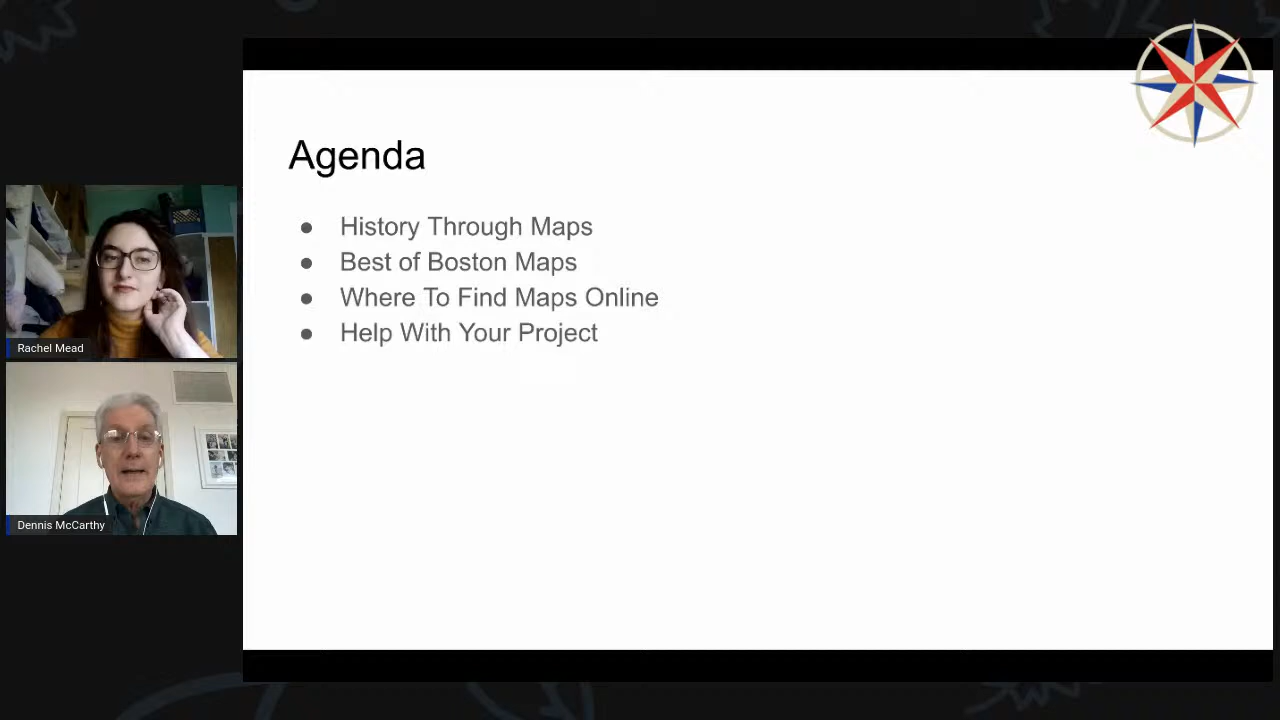 Agenda
● History Through Maps
● Best of Boston Maps
● Where To Find Maps Online
● Help With Your Project
Rachel Mead
Dennis McCarthy